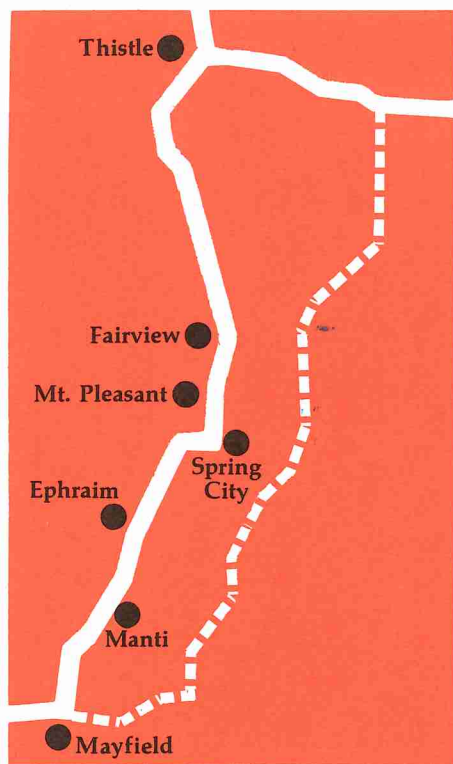 Thistle
Fairview
Mt. Pleasant
Spring
City
Ephraim
Manti
Mayfield